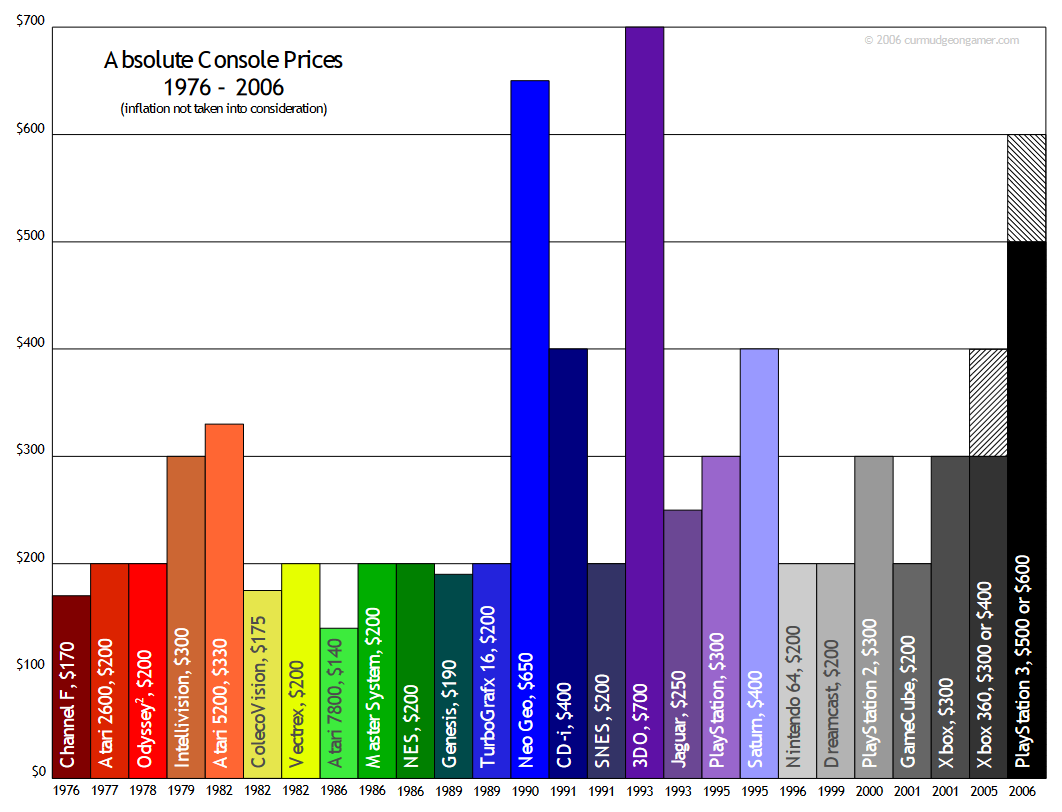 $700
© 2006 curmudgeongamer.com
Absolute Console Prices
1976 - 2006
(inflation not taken into consideration)
$600
$500
$400
$300
$200
$100
$0
Channel F, $170
Atari 2600, $200
Odyssey², $200
Intellivision, $300
Atari 5200, $330
ColecoVision, $175
Vectrex, $200
Atari 7800, $140
Master System, $200
NES, $200
Genesis, $190
TurboGrafx 16, $200
Neo Geo, $650
CD-i, $400
SNES, $200
3DO, $700
Jaguar, $250
PlayStation, $300
Saturn, $400
Nintendo 64, $200
Dreamcast, $200
PlayStation 2, $300
GameCube, $200
Xbox, $300
Xbox 360, $300 or $400
PlayStation 3, $500 or $600
1976 1977 1978 1979 1982 1982 1982 1986 1986 1986 1989 1989 1990 1991 1991 1993 1993 1995 1995 1996 1999 2000 2001 2001 2005 2006